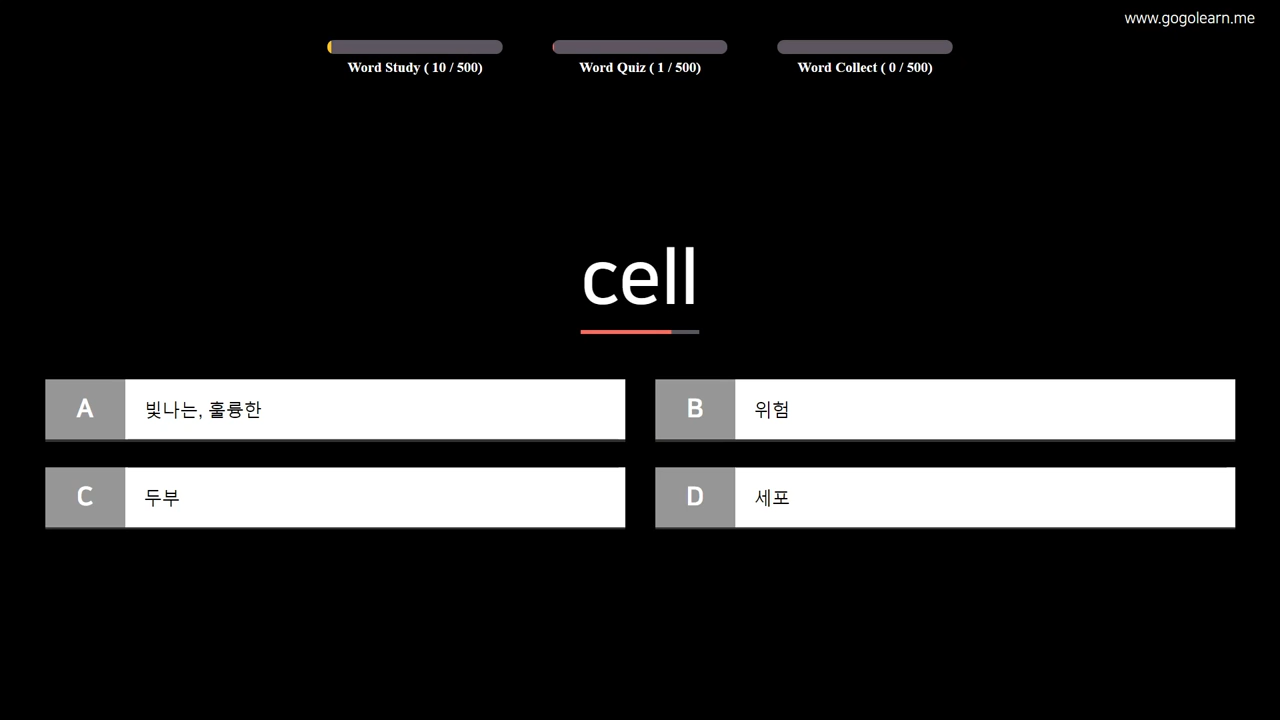 www.gogolearn.me
Word Study ( 10 / 500)
Word Quiz ( 1 / 500)
Word Collect ( 0 / 500)
cell
A
빛나는, 훌륭한
B
위험
C
두부
D
세포